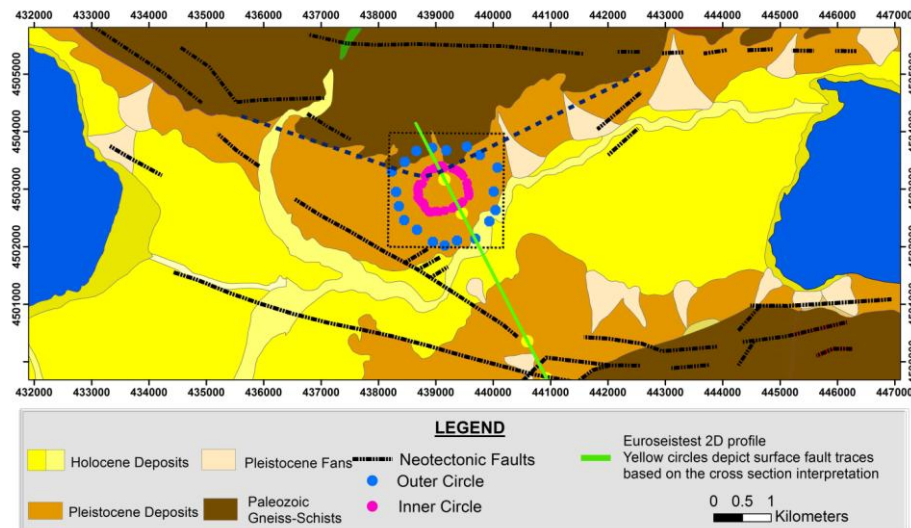 432000 433000 434000 435000 436000 437000 438000 439000 440000 441000 442000 443000 444000 445000 446000 447000
4505000
4504000
4503000
4502000
4501000
432000 433000 434000 435000 436000 437000 438000 439000 440000 441000 442000 443000 444000 445000 446000 447000
LEGEND
Holocene Deposits
Pleistocene Fans
Neotectonic Faults
Outer Circle
Inner Circle
Pleistocene Deposits
Paleozoic
Gneiss-Schists
Euroseistest 2D profile
Yellow circles depict surface fault traces
based on the cross section interpretation
0 0.5 1
Kilometers